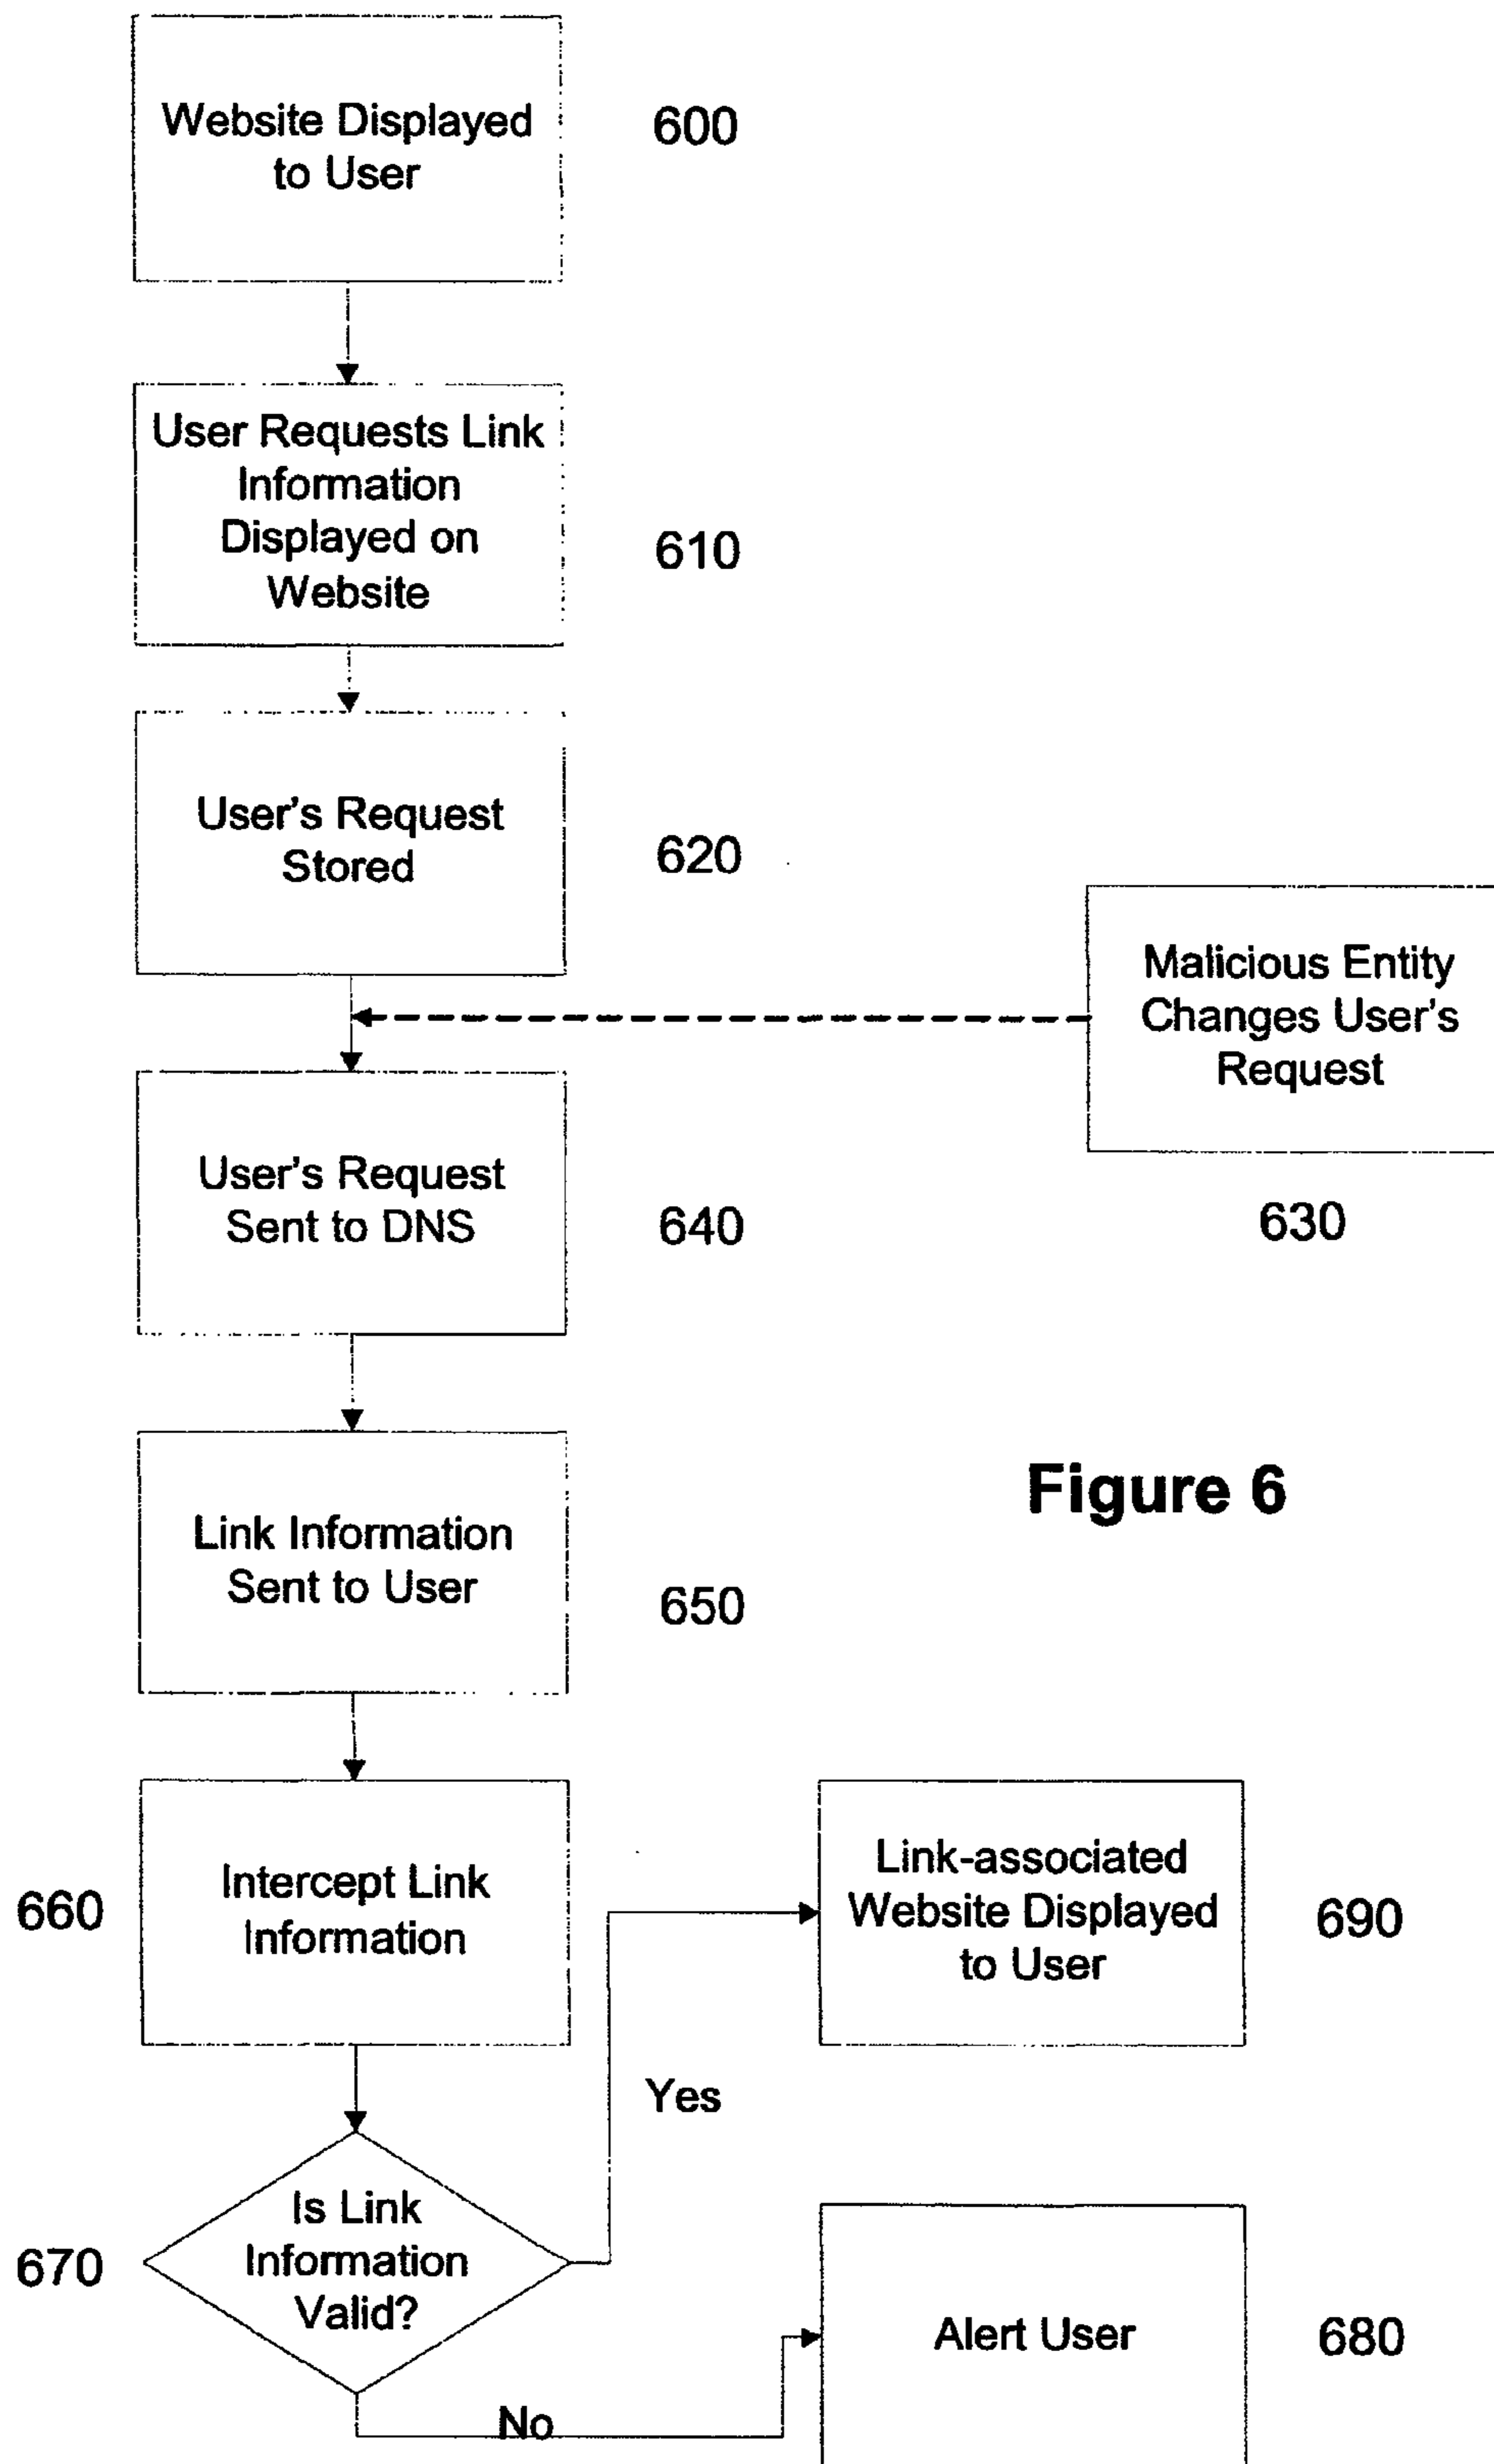 Website Displayed
to User
600
User Requests Link
Information
Displayed on
Website
610
User's Request
Stored
620
Malicious Entity
Changes User's
Request
630
User's Request
Sent to DNS
640
Link Information
Sent to User
650
Figure 6
660
Intercept Link
Information
Link-associated
Website Displayed
to User
690
Yes
670
Is Link
Information
Valid?
No
Alert User
680